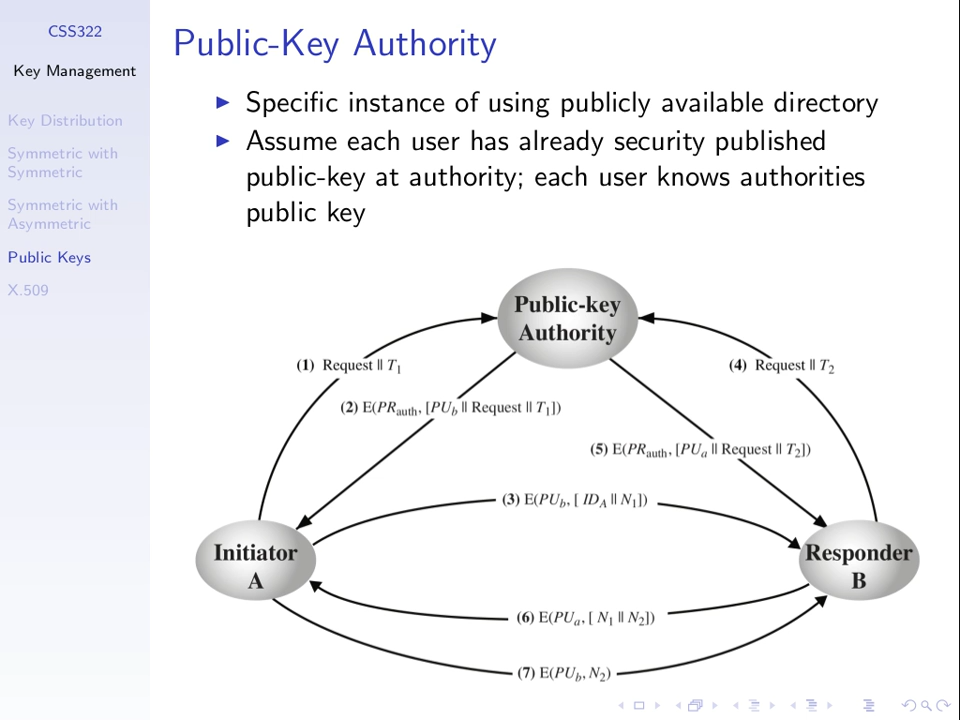 CSS322
Key Management
Key Distribution
Symmetric with
Symmetric
Symmetric with
Asymmetric
Public Keys
X.509
Public-Key Authority
Specific instance of using publicly available directory
Assume each user has already security published
public-key at authority; each user knows authorities
public key
Public-key
Authority
(1) Request || T1
(4) Request || T2
(2) E(PRauth, [PUb || Request || T1])
(5) E(PRauth, [PUa || Request || T2])
(3) E(PUb, [ IDA || N1])
Initiator
A
Responder
B
(6) E(PUa, [ N1 || N2])
(7) E(PUb, N2)